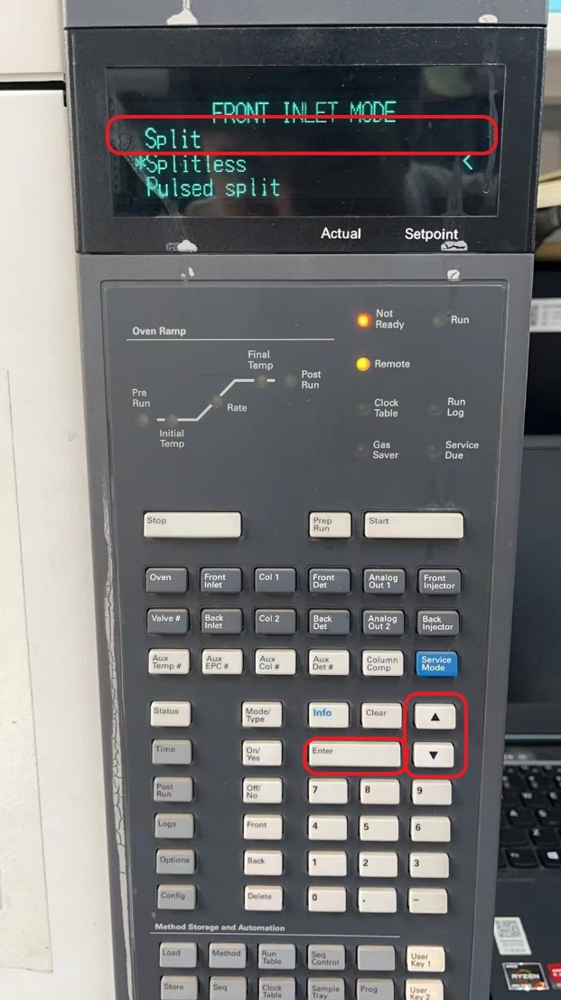 FRONT INLET MODE
Split
*Splitless <
Pulsed split
Actual Setpoint
Oven Ramp
Not Ready
Run
Final Temp
Remote
Post Run
Pre Run
Rate
Clock Table
Run Log
Initial Temp
Gas Saver
Service Due
Stop
Prep Run
Start
Oven
Front Inlet
Col 1
Front Det
Analog Out 1
Front Injector
Valve #
Back Inlet
Col 2
Back Det
Analog Out 2
Back Injector
Aux Temp #
Aux EPC #
Aux Col #
Aux Det #
Column Comp
Service Mode
Status
Mode/ Type
Info
Clear
▲
Time
On/ Yes
Enter
▼
Post Run
Off/ No
7
8
9
Logs
Front
4
5
6
Options
Back
1
2
3
Config
Delete
0
.
–
Method Storage and Automation
Load
Method
Run Table
Seq Control
User Key 1
Store
Seq
Clock Table
Sample Tray
Prog
User Key 2
RYZEN